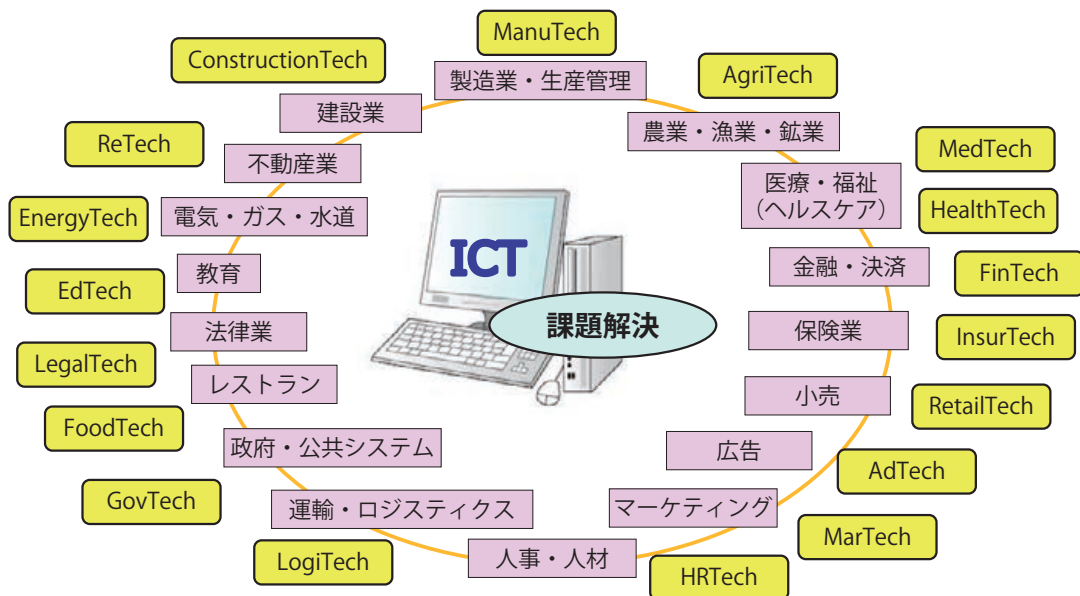 ManuTech
製造業・生産管理
AgriTech
農業・漁業・鉱業
MedTech
HealthTech
医療・福祉
(ヘルスケア)
FinTech
金融・決済
InsurTech
保険業
RetailTech
小売
AdTech
広告
MarTech
マーケティング
HRTech
人事・人材
LogiTech
運輸・ロジスティクス
GovTech
政府・公共システム
FoodTech
レストラン
LegalTech
法律業
EdTech
教育
EnergyTech
電気・ガス・水道
ReTech
不動産業
ConstructionTech
建設業
ICT
課題解決